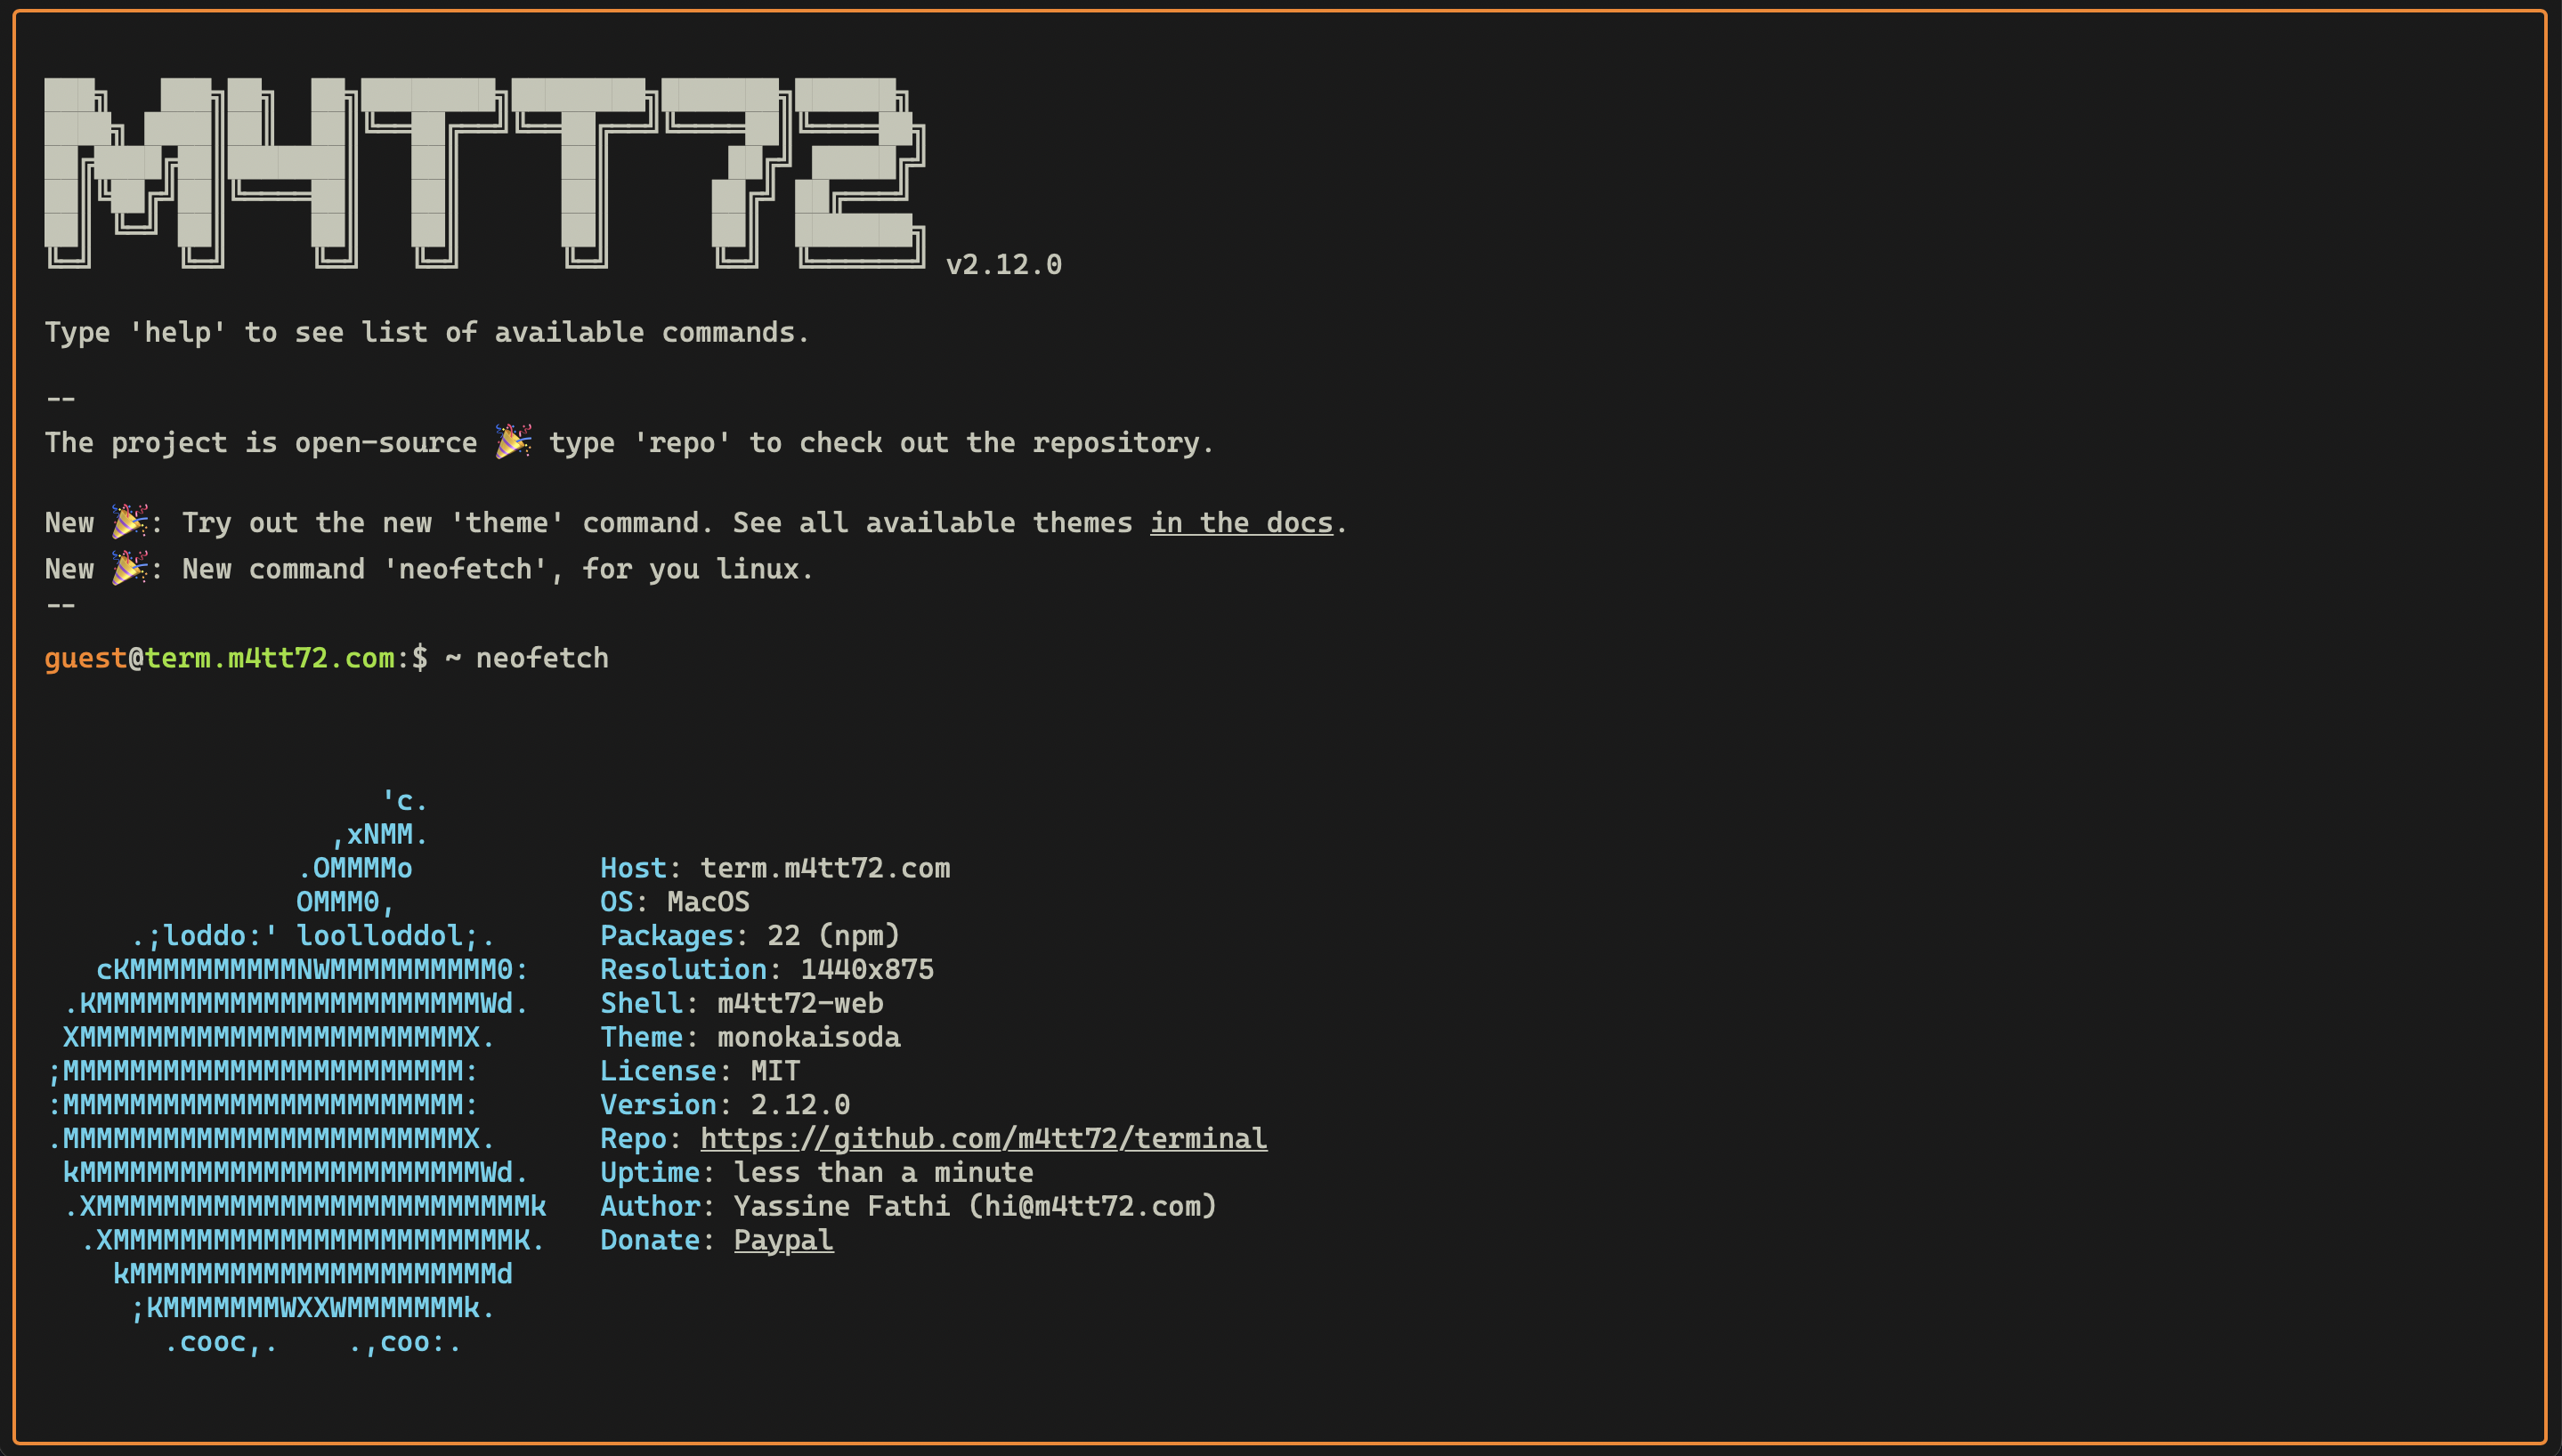 M4TT72 v2.12.0
Type 'help' to see list of available commands.
--
The project is open-source 🎉 type 'repo' to check out the repository.
New 🎉: Try out the new 'theme' command. See all available themes in the docs.
New 🎉: New command 'neofetch', for you linux.
--
guest@term.m4tt72.com:$ ~ neofetch
'c.
,xNMM.
.OMMMMo Host: term.m4tt72.com
OMMM0, OS: MacOS
.;loddo:' loolloddol;. Packages: 22 (npm)
cKMMMMMMMMMMNWMMMMMMMMMM0: Resolution: 1440x875
.KMMMMMMMMMMMMMMMMMMMMMMMWd. Shell: m4tt72-web
XMMMMMMMMMMMMMMMMMMMMMMMX. Theme: monokaisoda
;MMMMMMMMMMMMMMMMMMMMMMMM: License: MIT
:MMMMMMMMMMMMMMMMMMMMMMMM: Version: 2.12.0
.MMMMMMMMMMMMMMMMMMMMMMMMX. Repo: https://github.com/m4tt72/terminal
kMMMMMMMMMMMMMMMMMMMMMMMMWd. Uptime: less than a minute
.XMMMMMMMMMMMMMMMMMMMMMMMMMMk Author: Yassine Fathi (hi@m4tt72.com)
.XMMMMMMMMMMMMMMMMMMMMMMMMK. Donate: Paypal
kMMMMMMMMMMMMMMMMMMMMMMd
;KMMMMMMMWXXWMMMMMMMk.
.cooc,. .,coo:.